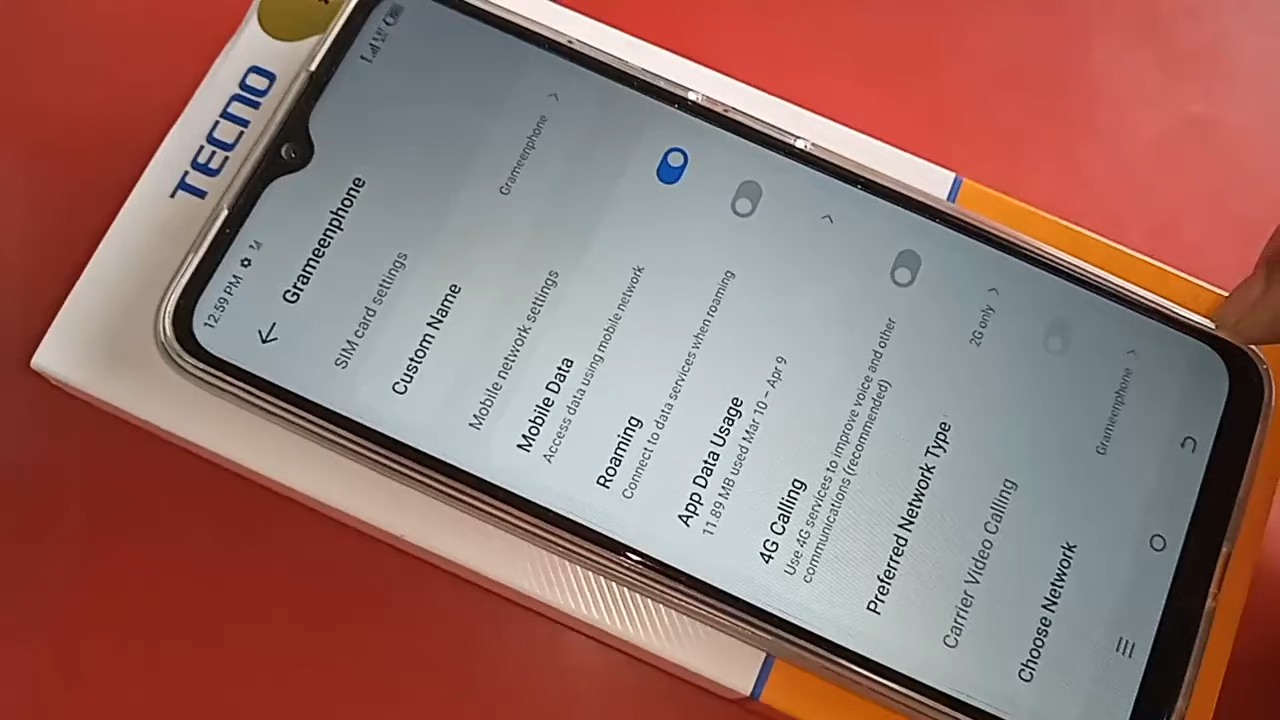 TECNO
12:59 PM
Grameenphone
SIM card settings
Custom Name
Grameenphone
Mobile network settings
Mobile Data
Access data using mobile network
Roaming
Connect to data services when roaming
App Data Usage
11.89 MB used Mar 10 – Apr 9
4G Calling
Use 4G services to improve voice and other
communications (recommended)
Preferred Network Type
2G only
Carrier Video Calling
Choose Network
Grameenphone